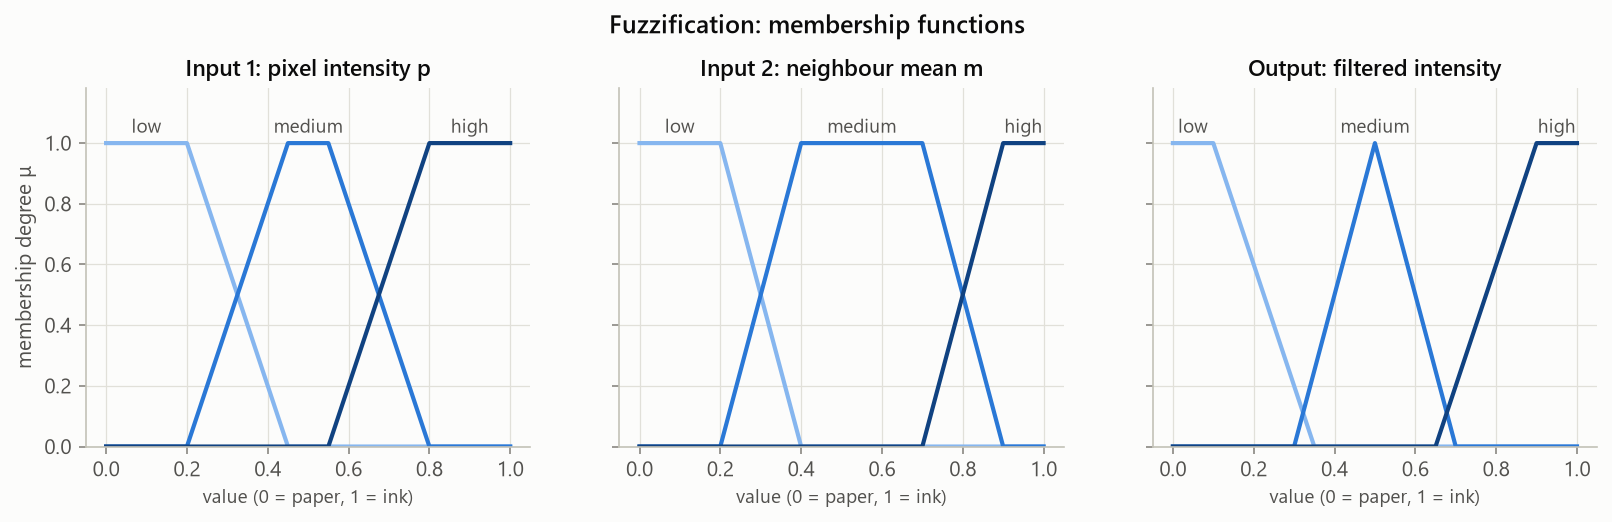 Fuzzification: membership functions
Input 1: pixel intensity p
Input 2: neighbour mean m
Output: filtered intensity
low medium high
low medium high
low medium high
membership degree μ
1.0
0.8
0.6
0.4
0.2
0.0
0.0 0.2 0.4 0.6 0.8 1.0
0.0 0.2 0.4 0.6 0.8 1.0
0.0 0.2 0.4 0.6 0.8 1.0
value (0 = paper, 1 = ink)
value (0 = paper, 1 = ink)
value (0 = paper, 1 = ink)